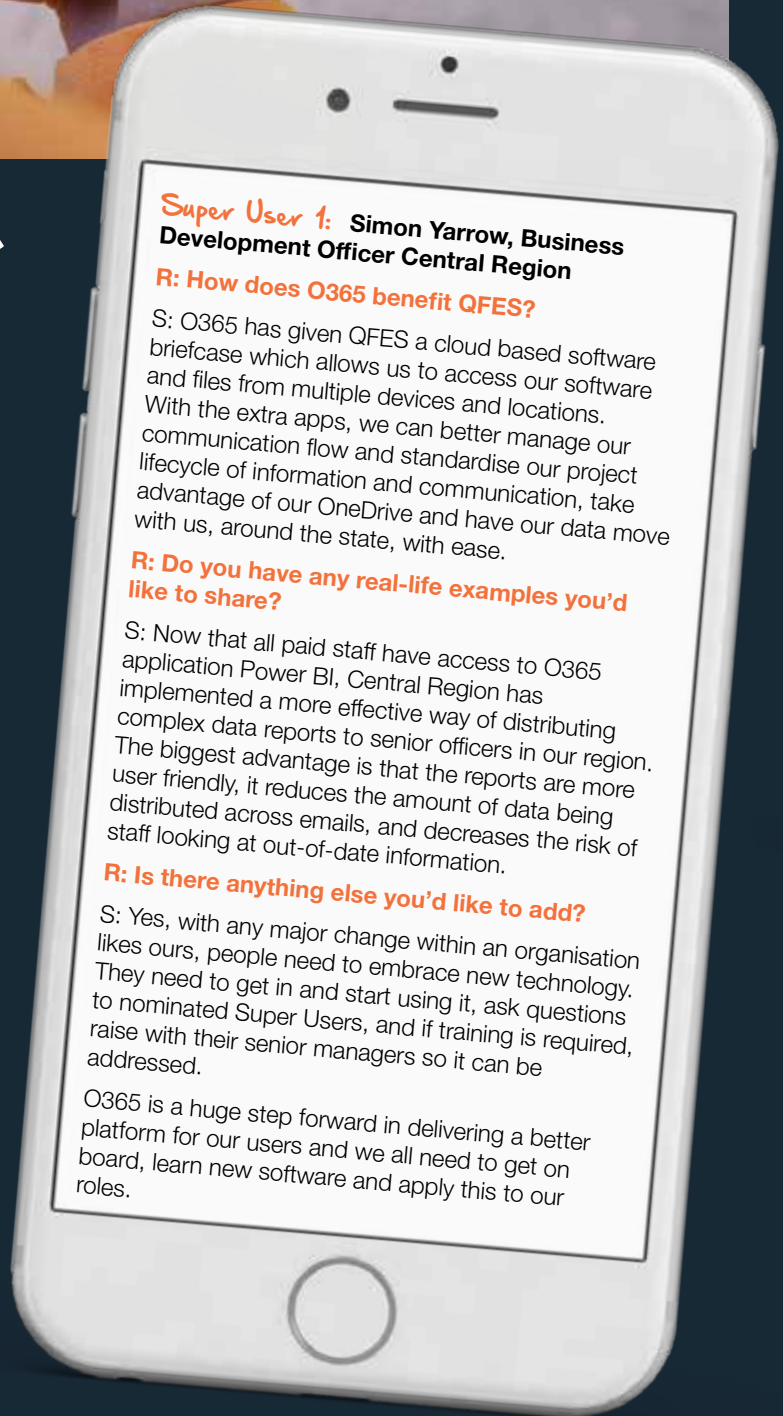 Super User 1: Simon Yarrow, Business
Development Officer Central Region
R: How does O365 benefit QFES?
S: O365 has given QFES a cloud based software
briefcase which allows us to access our software
and files from multiple devices and locations.
With the extra apps, we can better manage our
communication flow and standardise our project
lifecycle of information and communication, take
advantage of our OneDrive and have our data move
with us, around the state, with ease.
R: Do you have any real-life examples you’d
like to share?
S: Now that all paid staff have access to O365
application Power BI, Central Region has
implemented a more effective way of distributing
complex data reports to senior officers in our region.
The biggest advantage is that the reports are more
user friendly, it reduces the amount of data being
distributed across emails, and decreases the risk of
staff looking at out-of-date information.
R: Is there anything else you’d like to add?
S: Yes, with any major change within an organisation
likes ours, people need to embrace new technology.
They need to get in and start using it, ask questions
to nominated Super Users, and if training is required,
raise with their senior managers so it can be
addressed.
O365 is a huge step forward in delivering a better
platform for our users and we all need to get on
board, learn new software and apply this to our
roles.